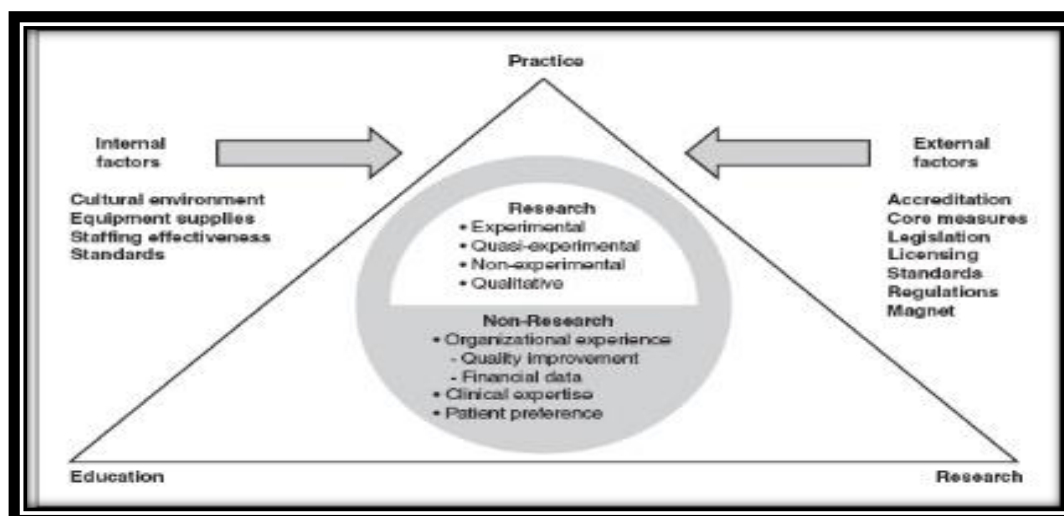 Practice
Internal
factors
Cultural environment
Equipment supplies
Staffing effectiveness
Standards
External
factors
Accreditation
Core measures
Legislation
Licensing
Standards
Regulations
Magnet
Research
• Experimental
• Quasi-experimental
• Non-experimental
• Qualitative
Non-Research
• Organizational experience
- Quality improvement
- Financial data
• Clinical expertise
• Patient preference
Education
Research